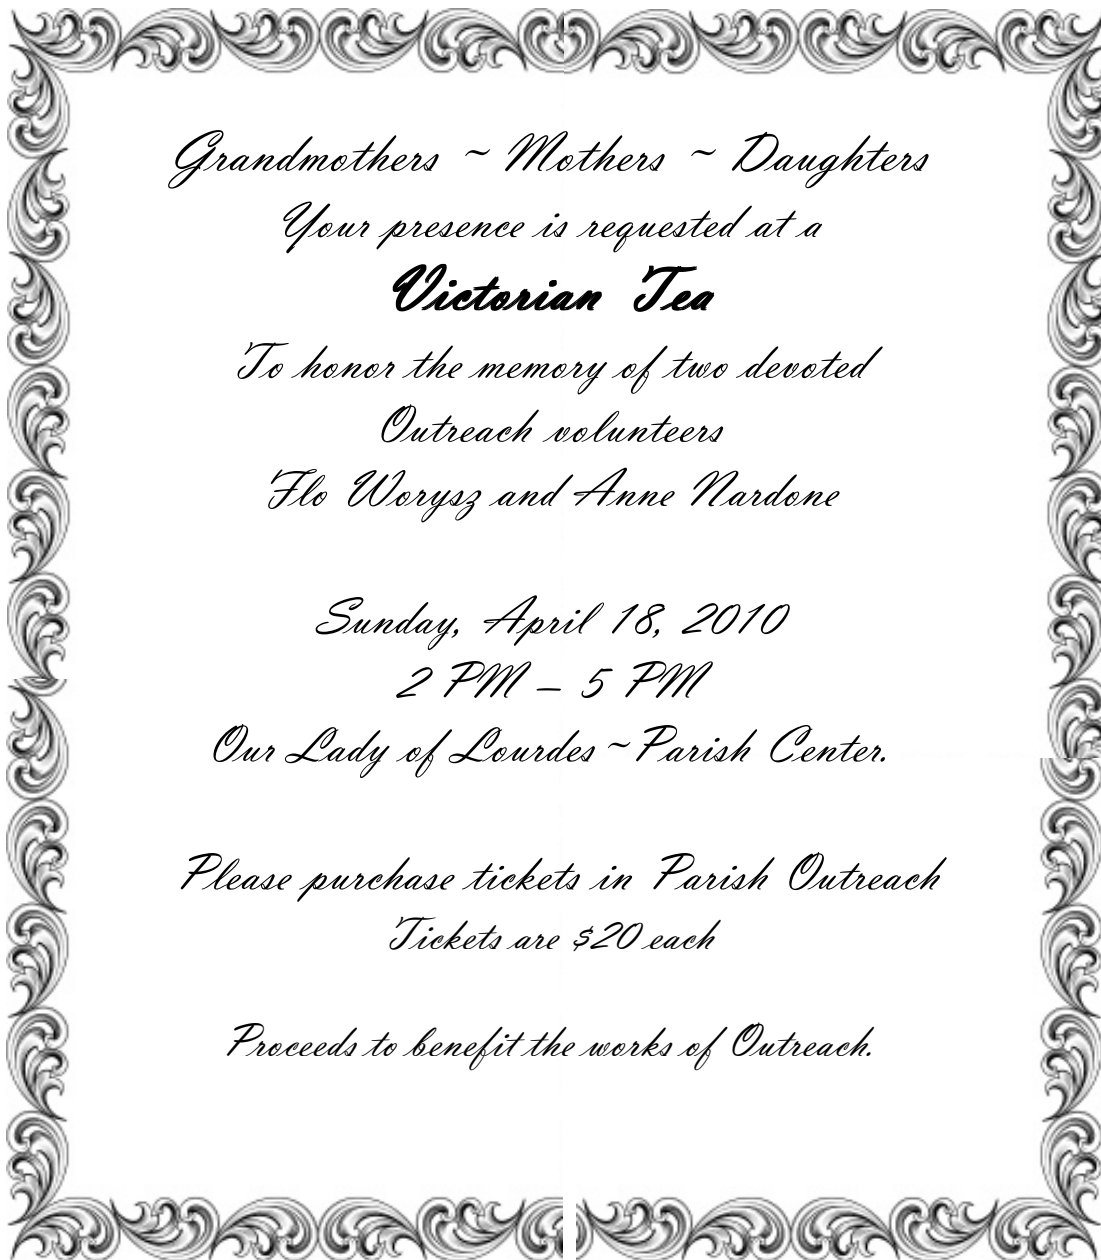 Grandmothers ~ Mothers ~ Daughters
Your presence is requested at a
Victorian Tea
To honor the memory of two devoted
Outreach volunteers
Flo Worysz and Anne Nardone
Sunday, April 18, 2010
2 PM – 5 PM
Our Lady of Lourdes ~ Parish Center.
Please purchase tickets in Parish Outreach
Tickets are $20 each
Proceeds to benefit the works of Outreach.